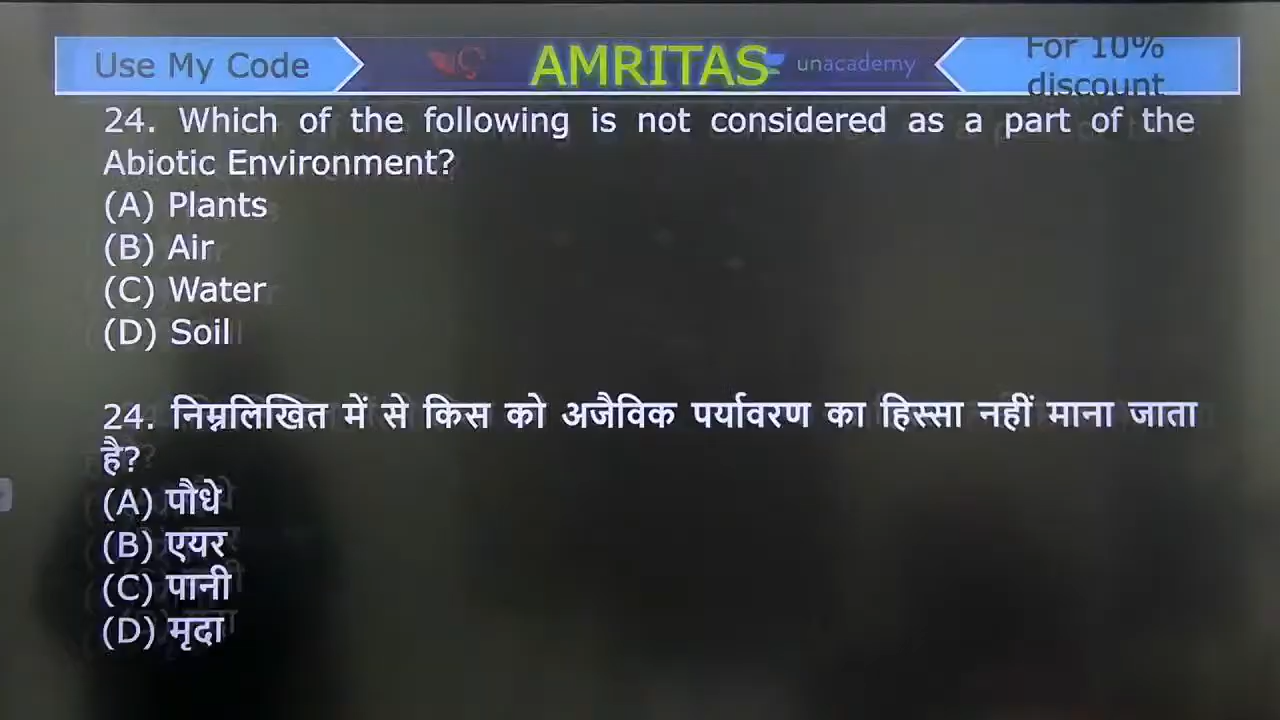 Use My Code
AMRITAS
unacademy
For 10%
discount
24. Which of the following is not considered as a part of the
Abiotic Environment?
(A) Plants
(B) Air
(C) Water
(D) Soil
24. निम्नलिखित में से किस को अजैविक पर्यावरण का हिस्सा नहीं माना जाता
है?
(A) पौधे
(B) एयर
(C) पानी
(D) मृदा